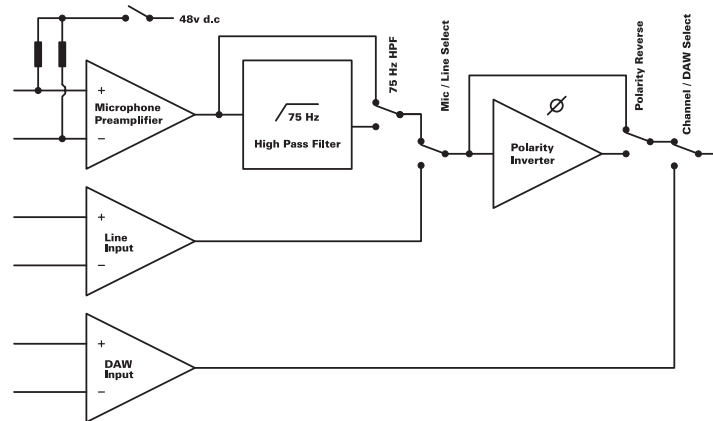 48v d.c
+
Microphone
Preamplifier
–
75 Hz
High Pass Filter
75 Hz HPF
Mic / Line Select
Ø
Polarity
Inverter
Polarity Reverse
Channel / DAW Select
+
Line
Input
–
+
DAW
Input
–